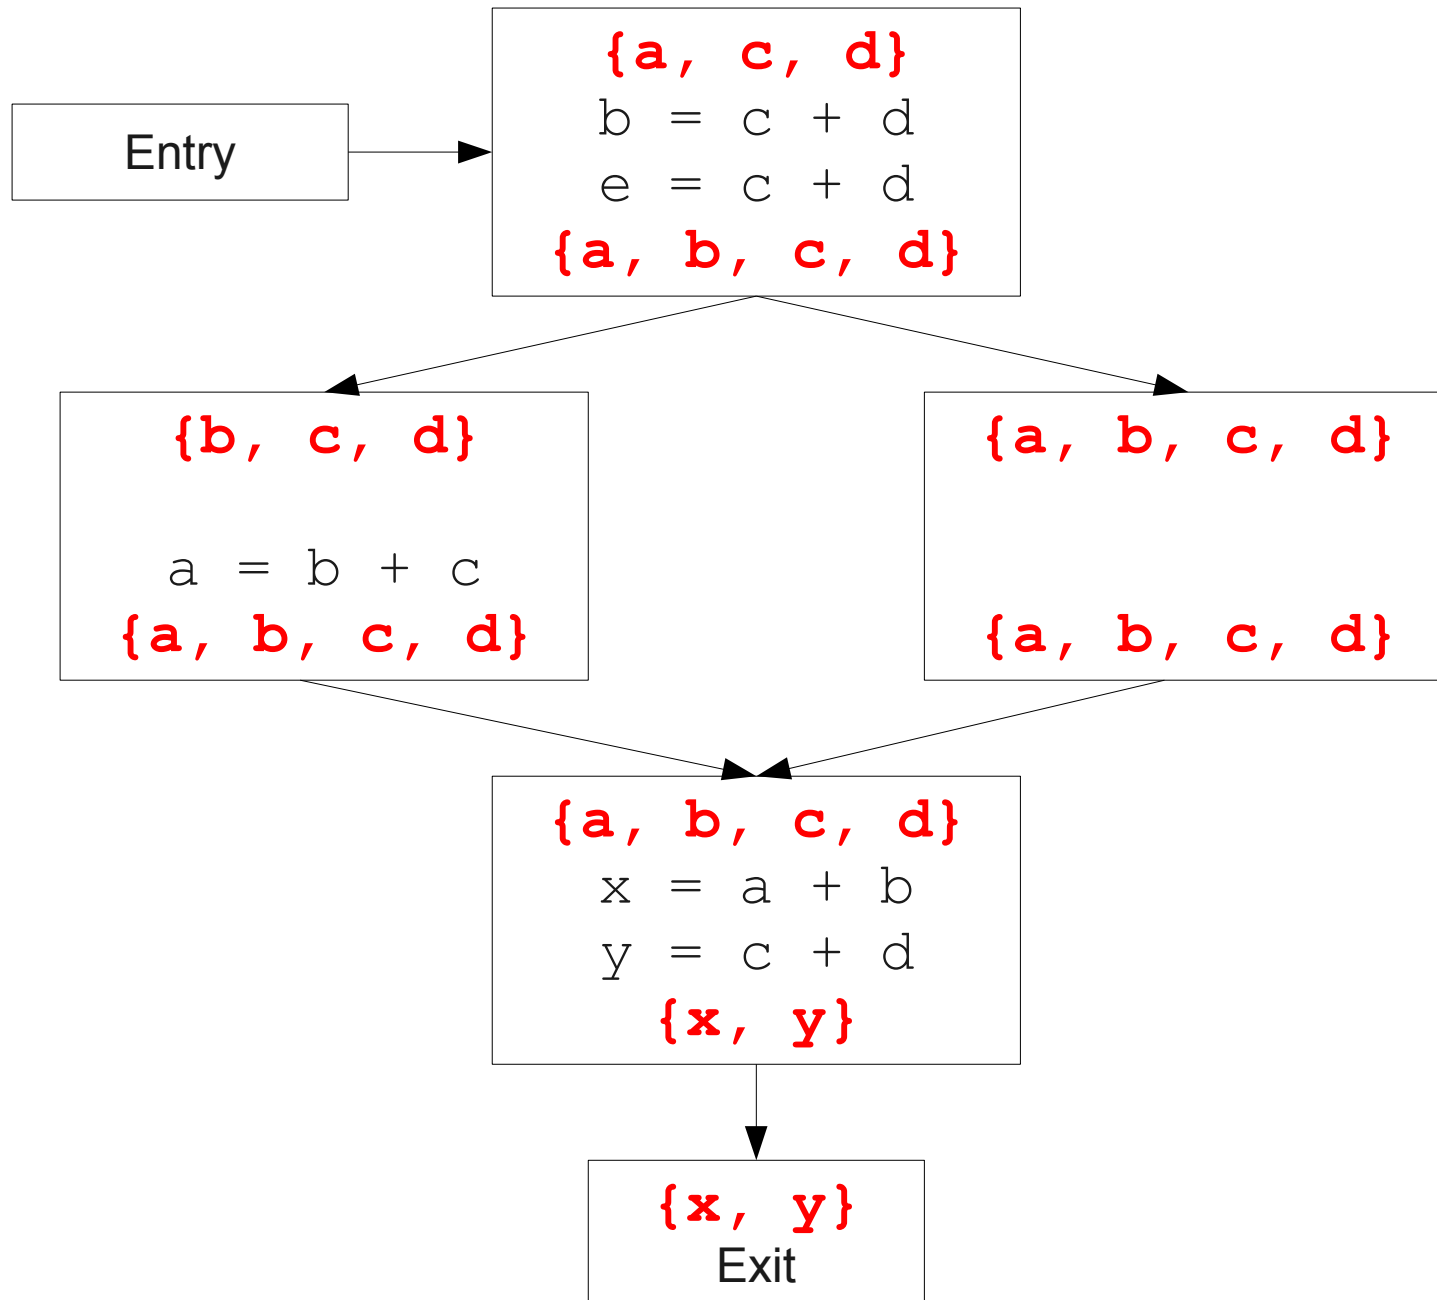 {a, c, d}
Entry
b = c + d
e = c + d
{a, b, c, d}
{b, c, d}
a = b + c
{a, b, c, d}
{a, b, c, d}
{a, b, c, d}
{a, b, c, d}
x = a + b
y = c + d
{x, y}
{x, y}
Exit